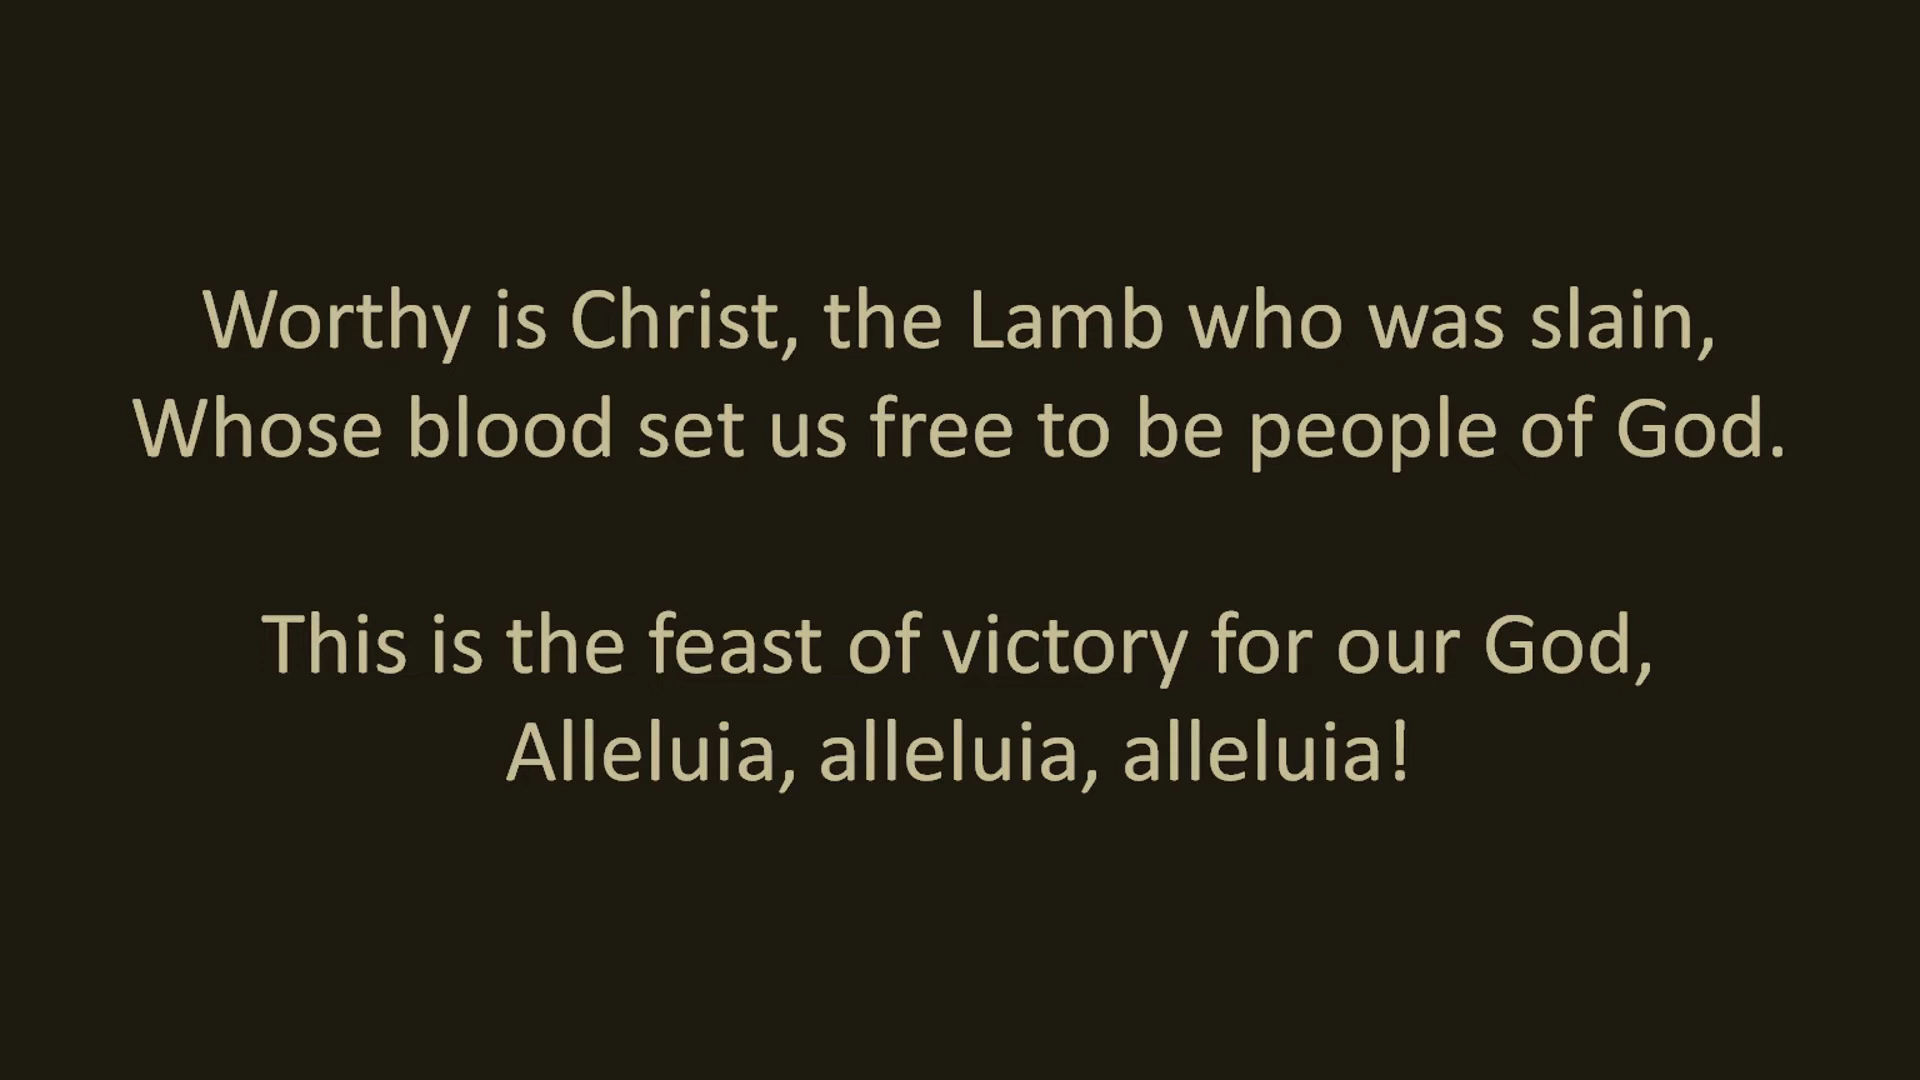 Worthy is Christ, the Lamb who was slain,
Whose blood set us free to be people of God.
This is the feast of victory for our God,
Alleluia, alleluia, alleluia!